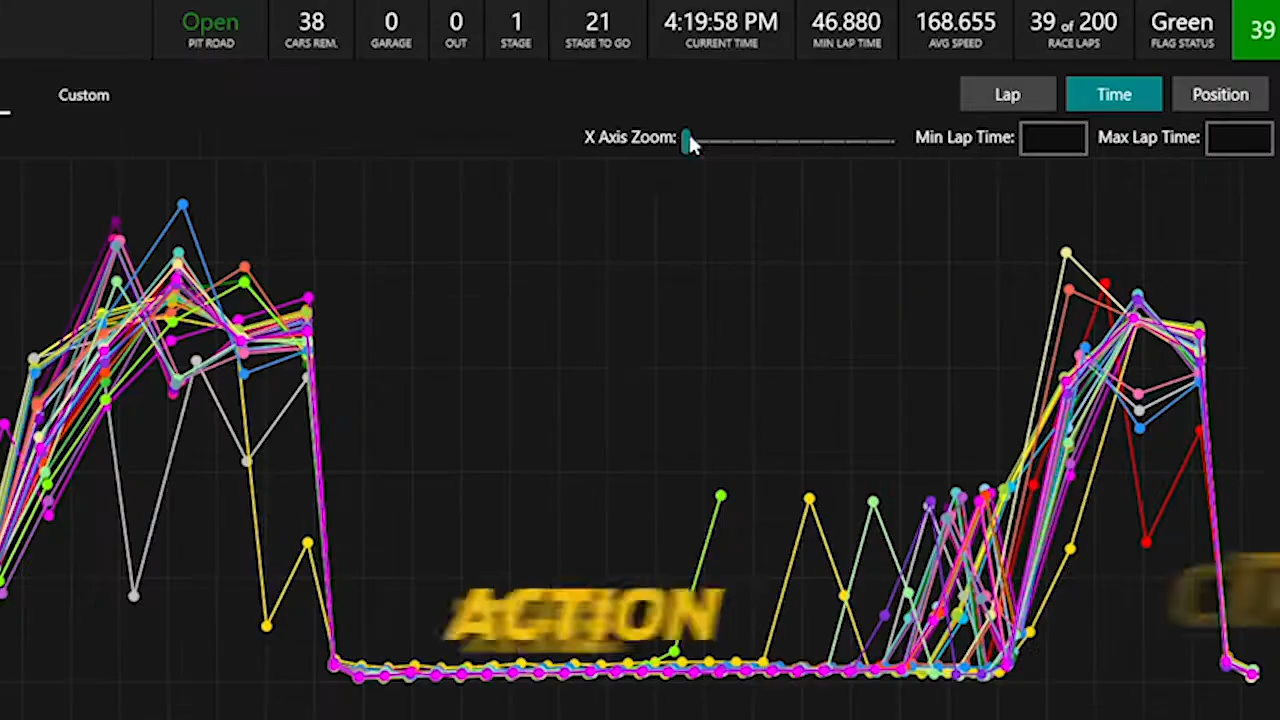 Open 38 0 0 1 21 4:19:58 PM 46.880 168.655 39 of 200 Green 39
PIT ROAD CARS REM. GARAGE OUT STAGE STAGE TO GO CURRENT TIME MIN LAP TIME AVG SPEED RACE LAPS FLAG STATUS
Custom Lap Time Position
X Axis Zoom: Min Lap Time: Max Lap Time:
ACTION